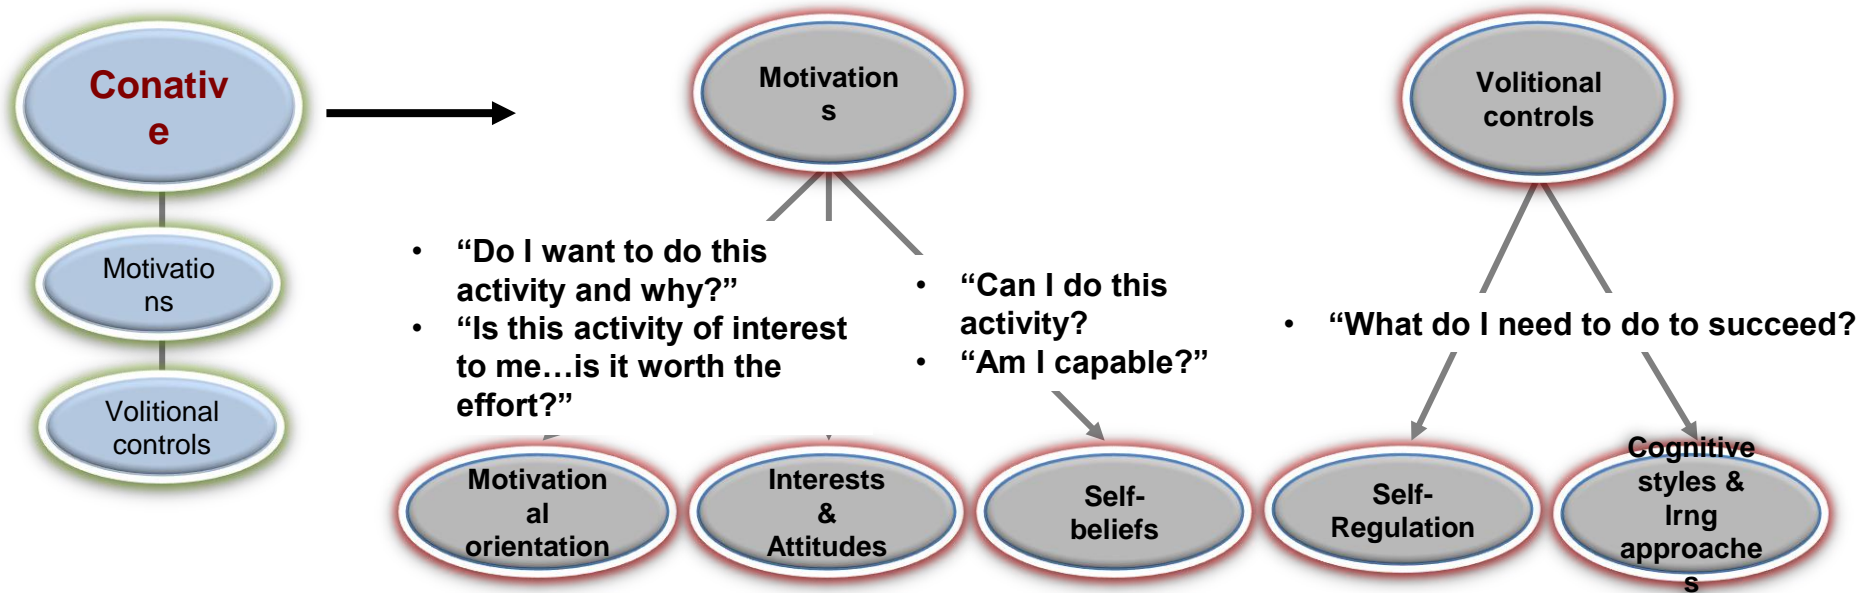 Conativ
e
Motivatio
ns
Volitional
controls
Motivation
s
• “Do I want to do this
activity and why?”
• “Is this activity of interest
to me…is it worth the
effort?”
• “Can I do this
activity?
• “Am I capable?”
Motivation
al
orientation
Interests
&
Attitudes
Self-
beliefs
Volitional
controls
• “What do I need to do to succeed?
Self-
Regulation
Cognitive
styles &
lrng
approache
s